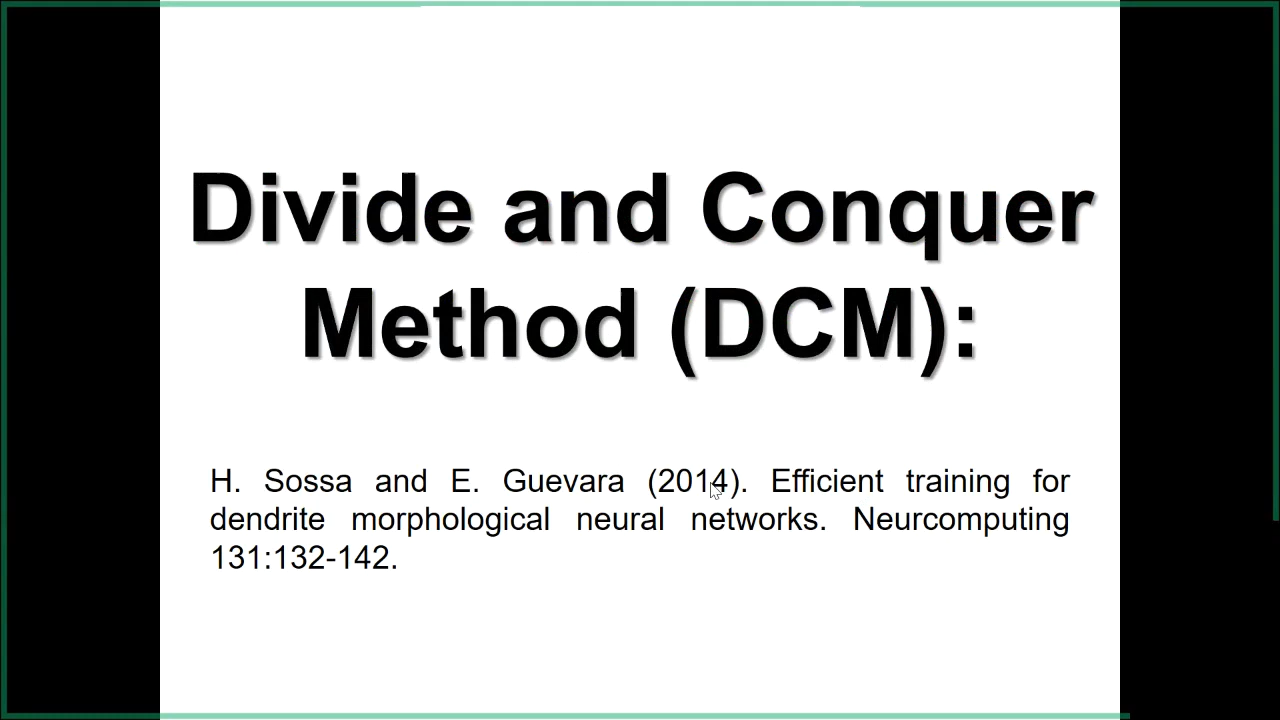 Divide and Conquer
Method (DCM):
H. Sossa and E. Guevara (2014). Efficient training for
dendrite morphological neural networks. Neurcomputing
131:132-142.